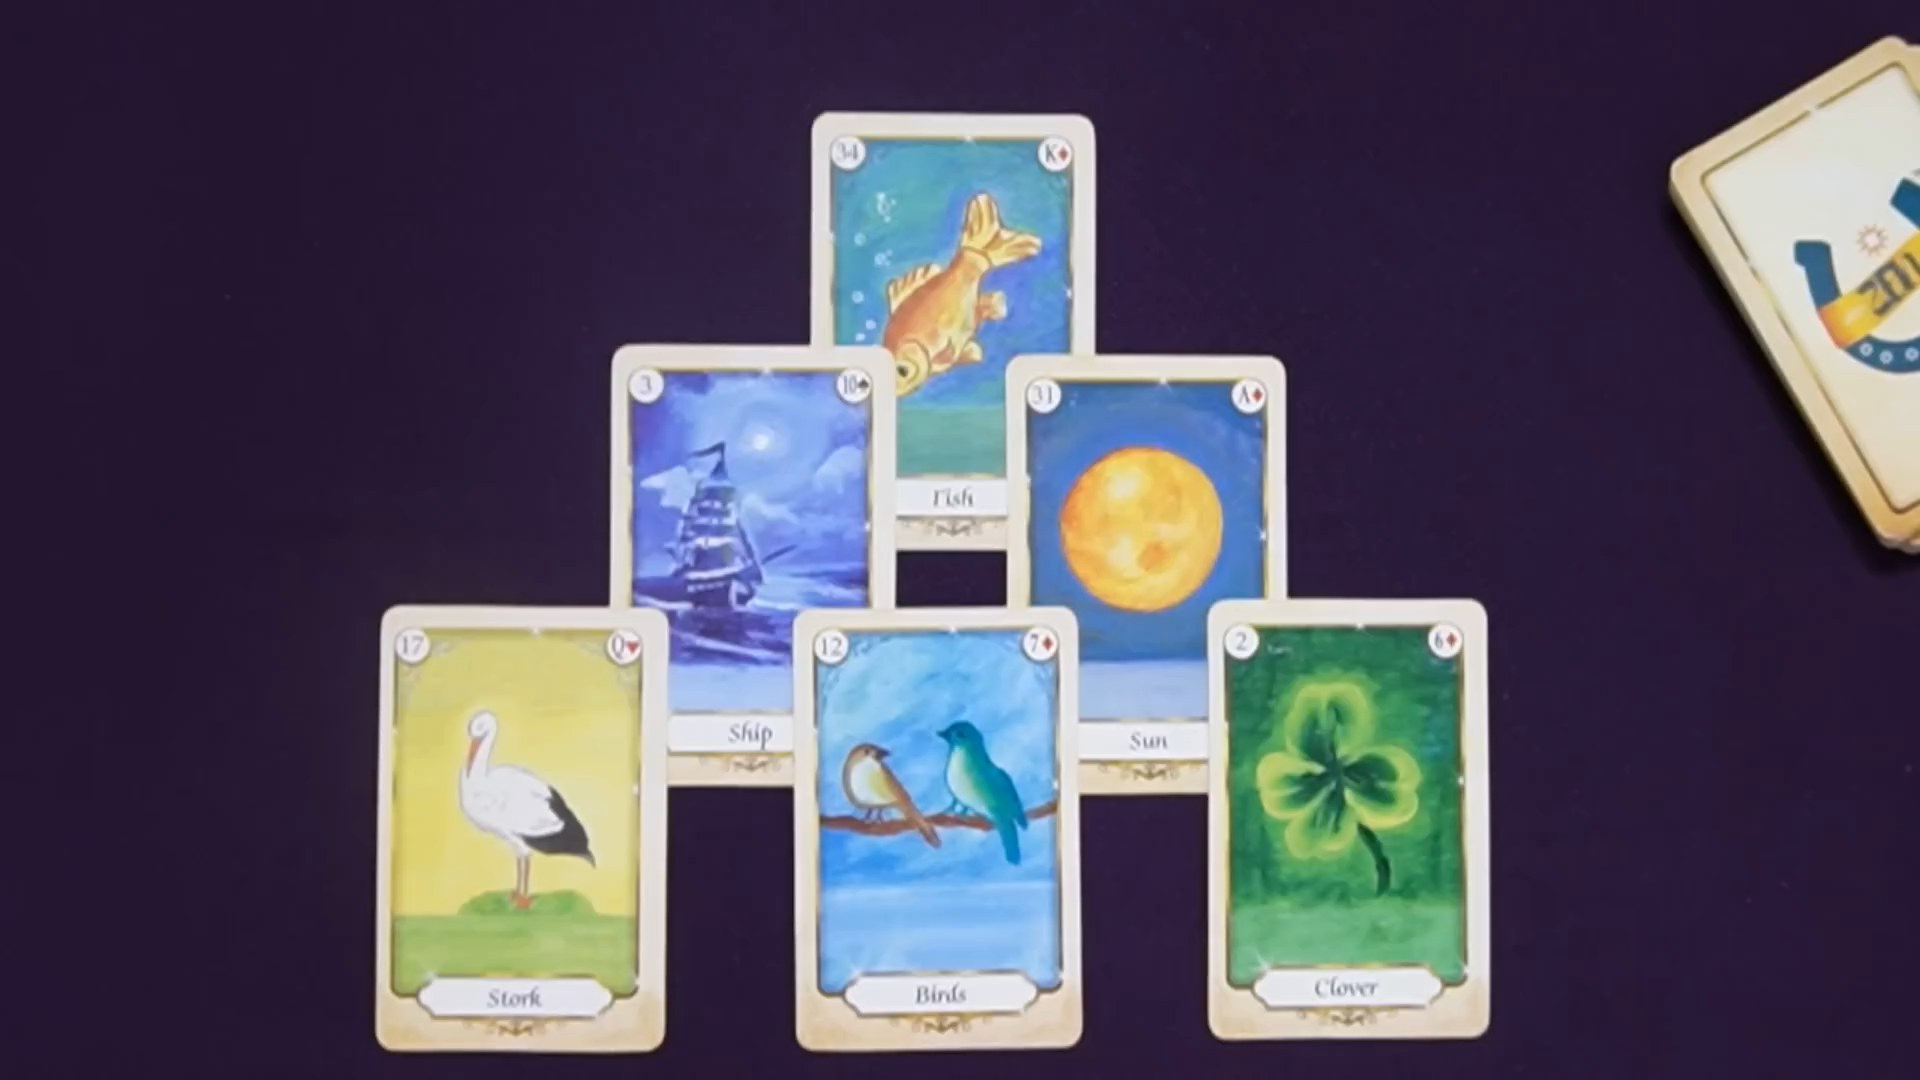 34 K♦
Fish
3 10♠
31 A♦
Ship
Sun
17 Q♥
12 7♦
2 6♦
Stork
Birds
Clover